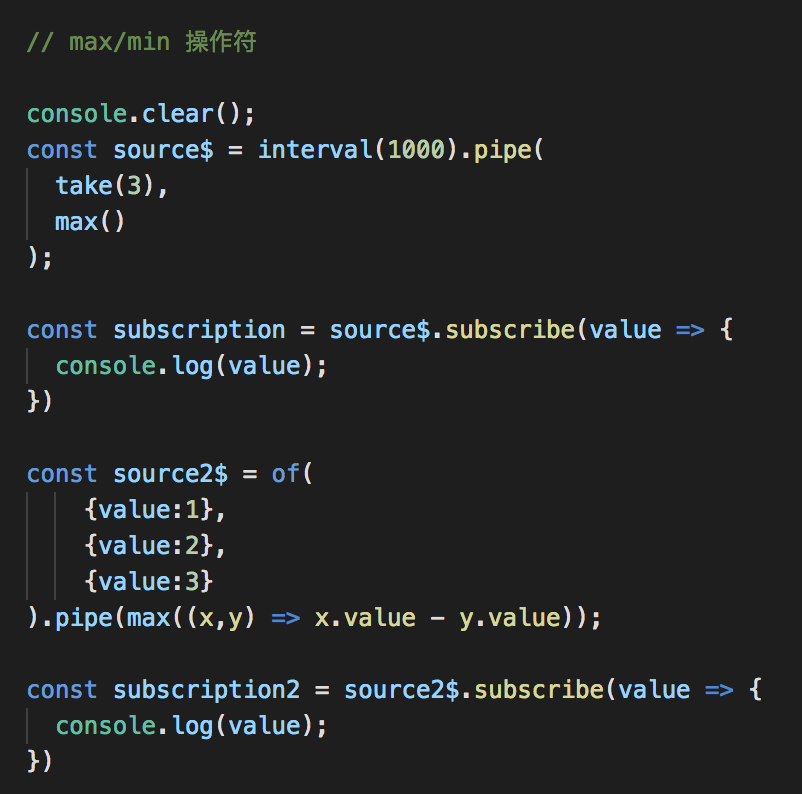 // max/min 操作符
console.clear();
const source$ = interval(1000).pipe(
  take(3),
  max()
);
const subscription = source$.subscribe(value => {
  console.log(value);
})
const source2$ = of(
    {value:1},
    {value:2},
    {value:3}
).pipe(max((x,y) => x.value - y.value));
const subscription2 = source2$.subscribe(value => {
  console.log(value);
})